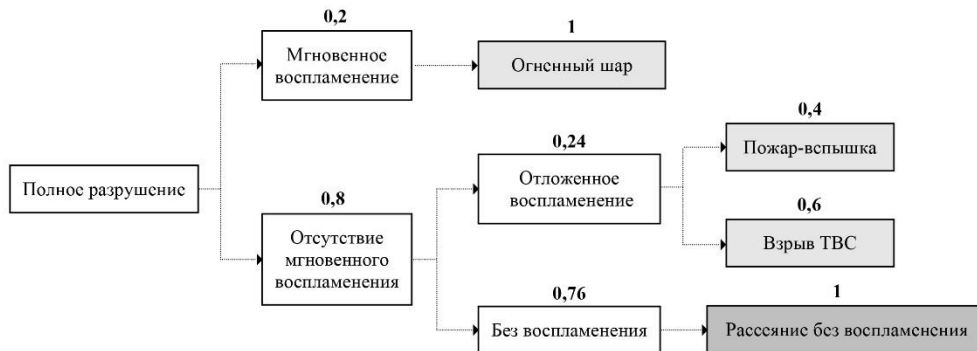 0,2
Мгновенное
воспламенение
1
Огненный шар
Полное разрушение
0,8
Отсутствие
мгновенного
воспламенения
0,24
Отложенное
воспламенение
0,4
Пожар-вспышка
0,6
Взрыв ТВС
0,76
Без воспламенения
1
Рассеяние без воспламенения